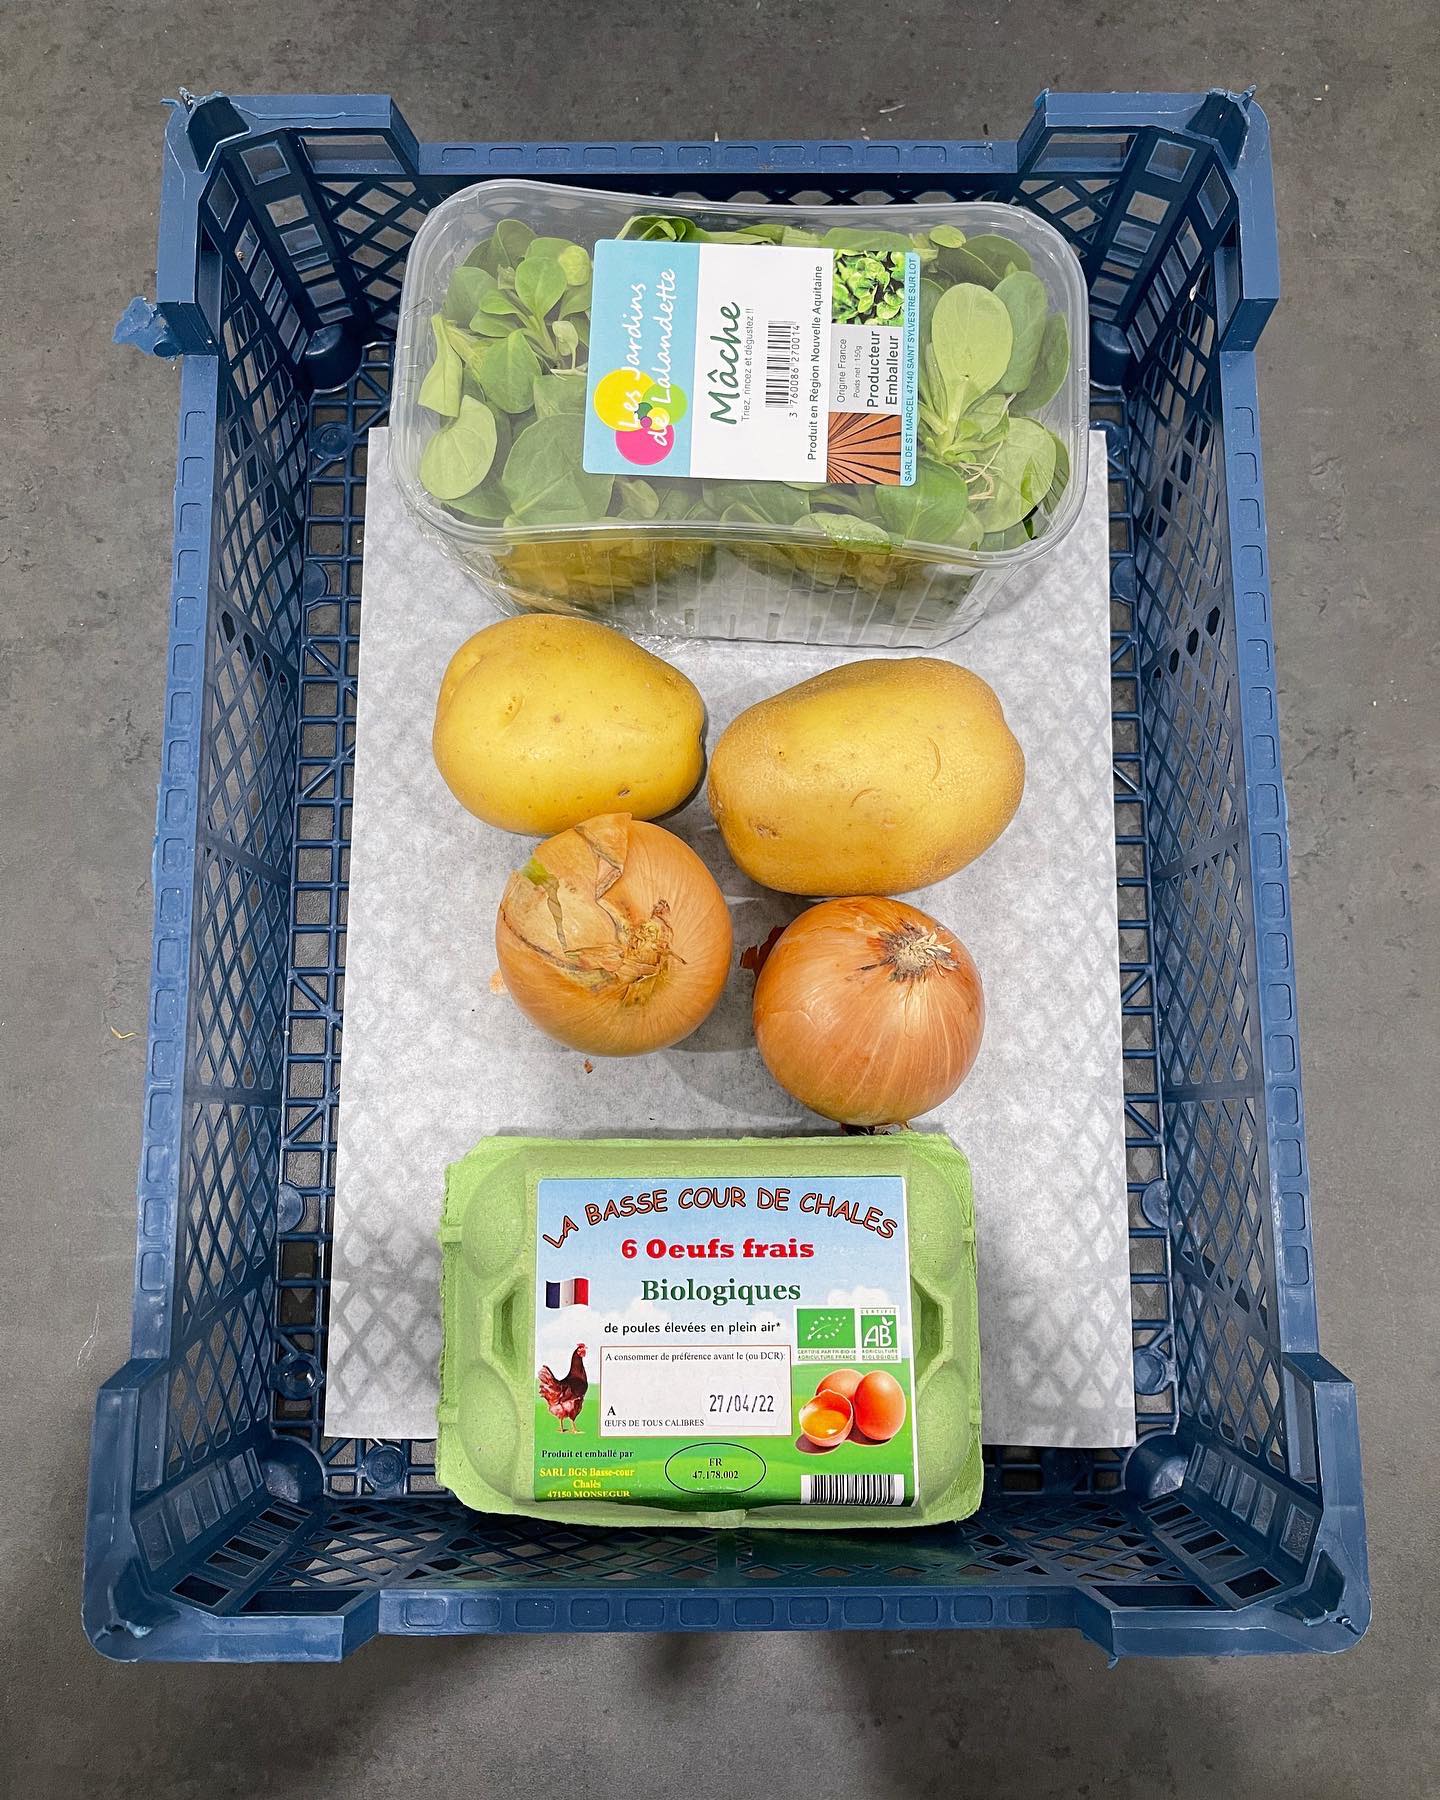 Les Jardins
de Lalandette
Mâche
Triez, rincez et dégustez !!
3 760086 270014
Produit en Région Nouvelle Aquitaine
Origine France
Poids net : 150g
Producteur
Emballeur
SARL DE ST MARCEL 47140 SAINT SYLVESTRE SUR LOT
LA BASSE COUR DE CHALES
6 Oeufs frais
Biologiques
de poules élevées en plein air*
CERTIFIÉ
AB
AGRICULTURE
BIOLOGIQUE
AGRICULTURE FRANCE
A consommer de préférence avant le (ou DCR):
27/04/22
A
ŒUFS DE TOUS CALIBRES
Produit et emballé par
SARL BGS Basse-cour
Chalès
47150 MONSEGUR
FR
47.178.002